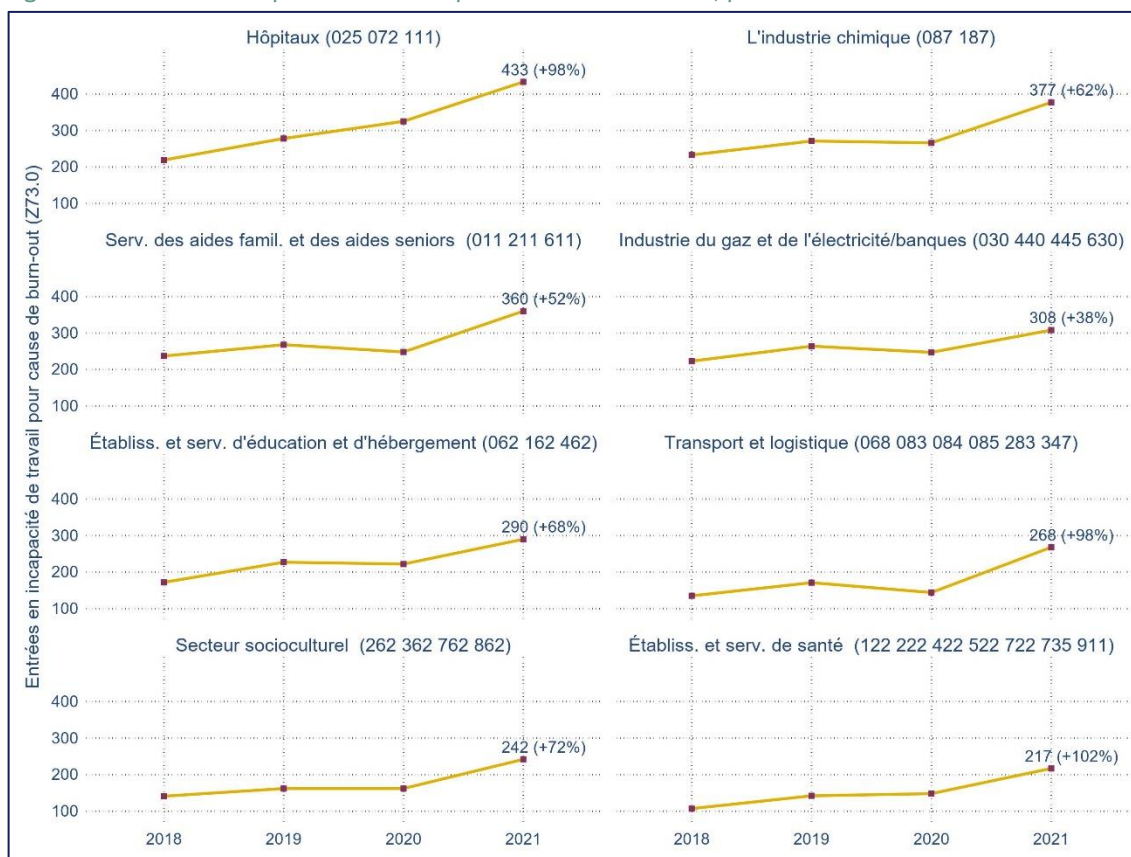 Entrées en incapacité de travail pour cause de burn-out (Z73.0)
Hôpitaux (025 072 111)
433 (+98%)
400
300
200
100
L'industrie chimique (087 187)
377 (+62%)
Serv. des aides famil. et des aides seniors (011 211 611)
360 (+52%)
400
300
200
100
Industrie du gaz et de l'électricité/banques (030 440 445 630)
308 (+38%)
Établiss. et serv. d'éducation et d'hébergement (062 162 462)
290 (+68%)
400
300
200
100
Transport et logistique (068 083 084 085 283 347)
268 (+98%)
Secteur socioculturel (262 362 762 862)
242 (+72%)
400
300
200
100
2018 2019 2020 2021
Établiss. et serv. de santé (122 222 422 522 722 735 911)
217 (+102%)
2018 2019 2020 2021